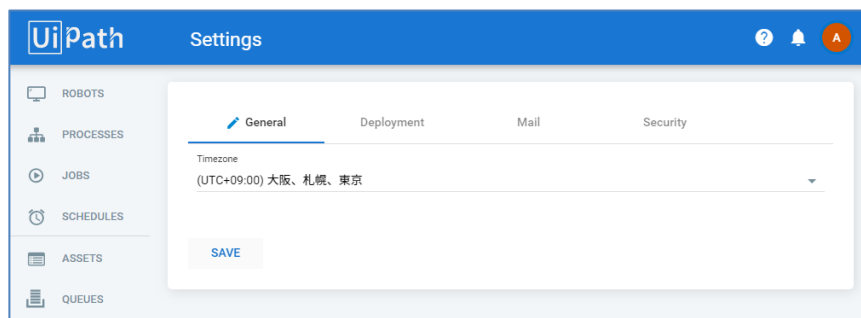 UiPath
Settings
?
A
ROBOTS
PROCESSES
JOBS
SCHEDULES
ASSETS
QUEUES
General
Deployment
Mail
Security
Timezone
(UTC+09:00) 大阪、札幌、東京
SAVE